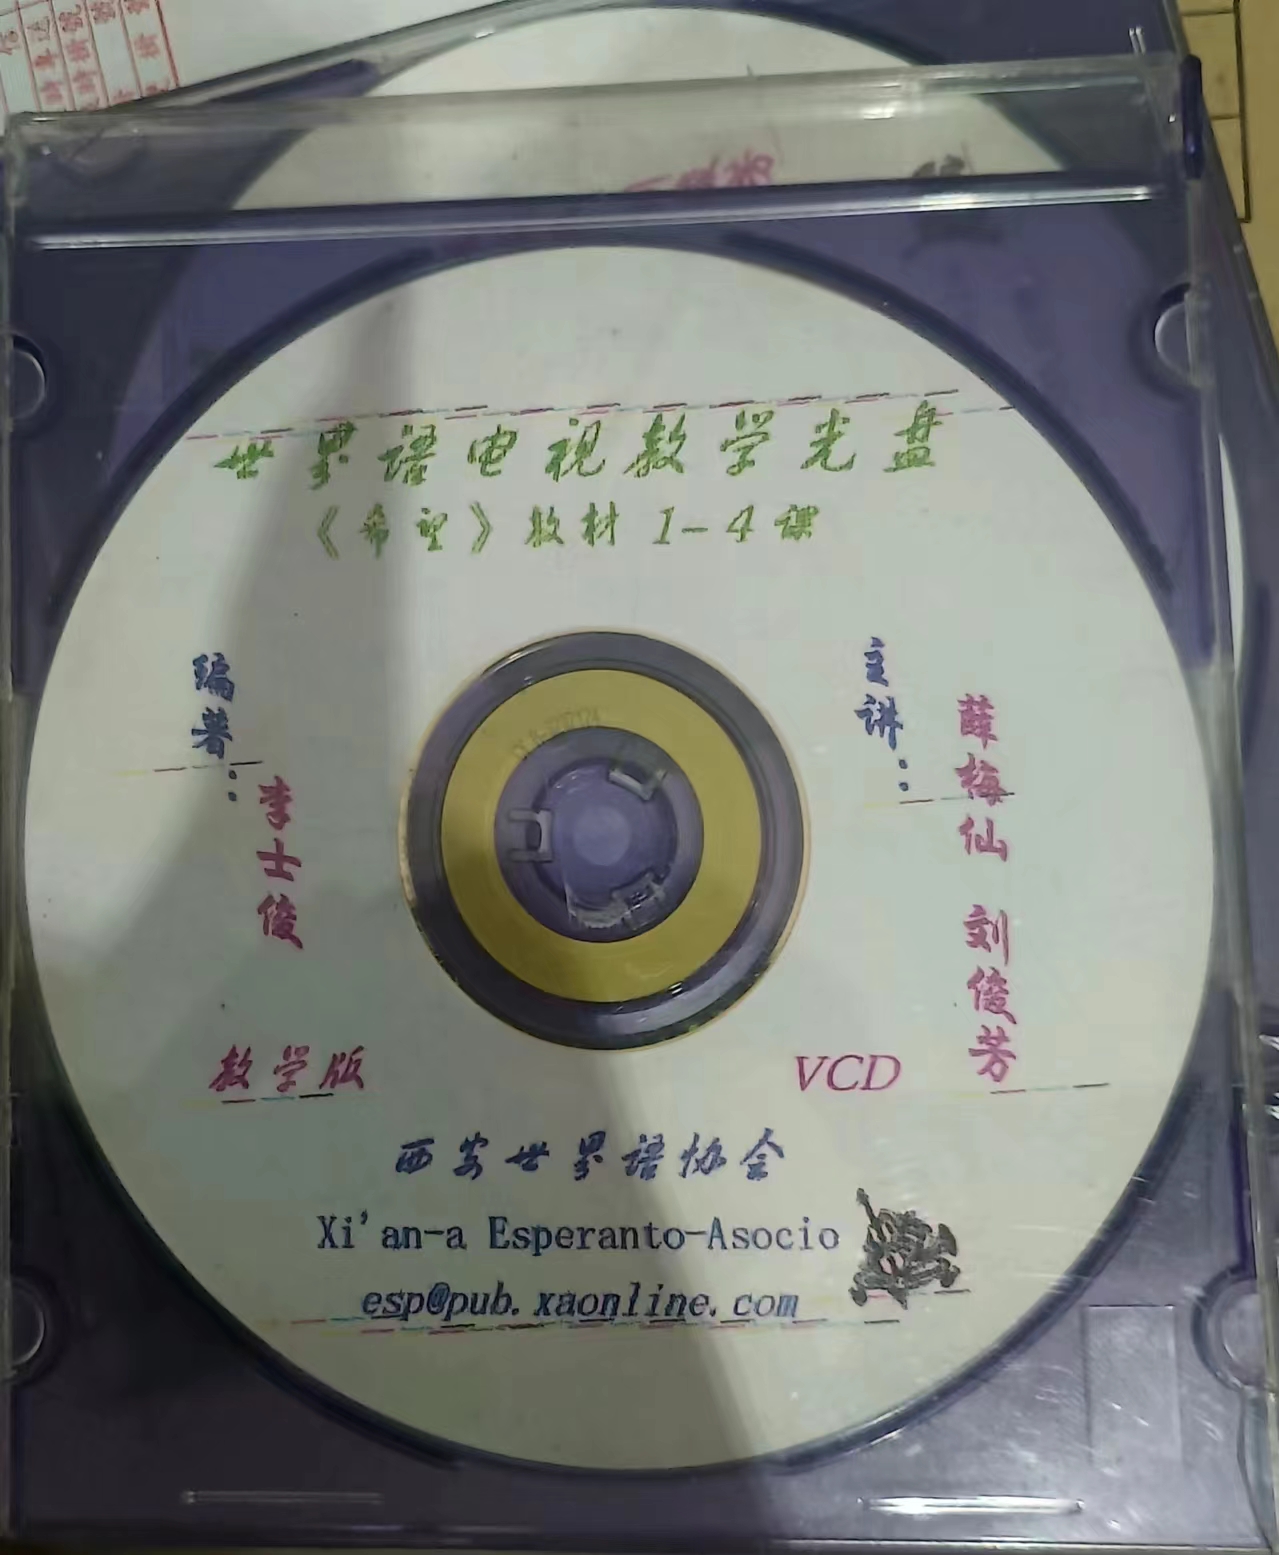 世界语电视教学光盘
《希望》教材 1-4 课
编著：
李士俊
主讲：
薛梅仙 刘俊芳
教学版
VCD
西安世界语协会
Xi'an-a Esperanto-Asocio
esp@pub.xaonline.com